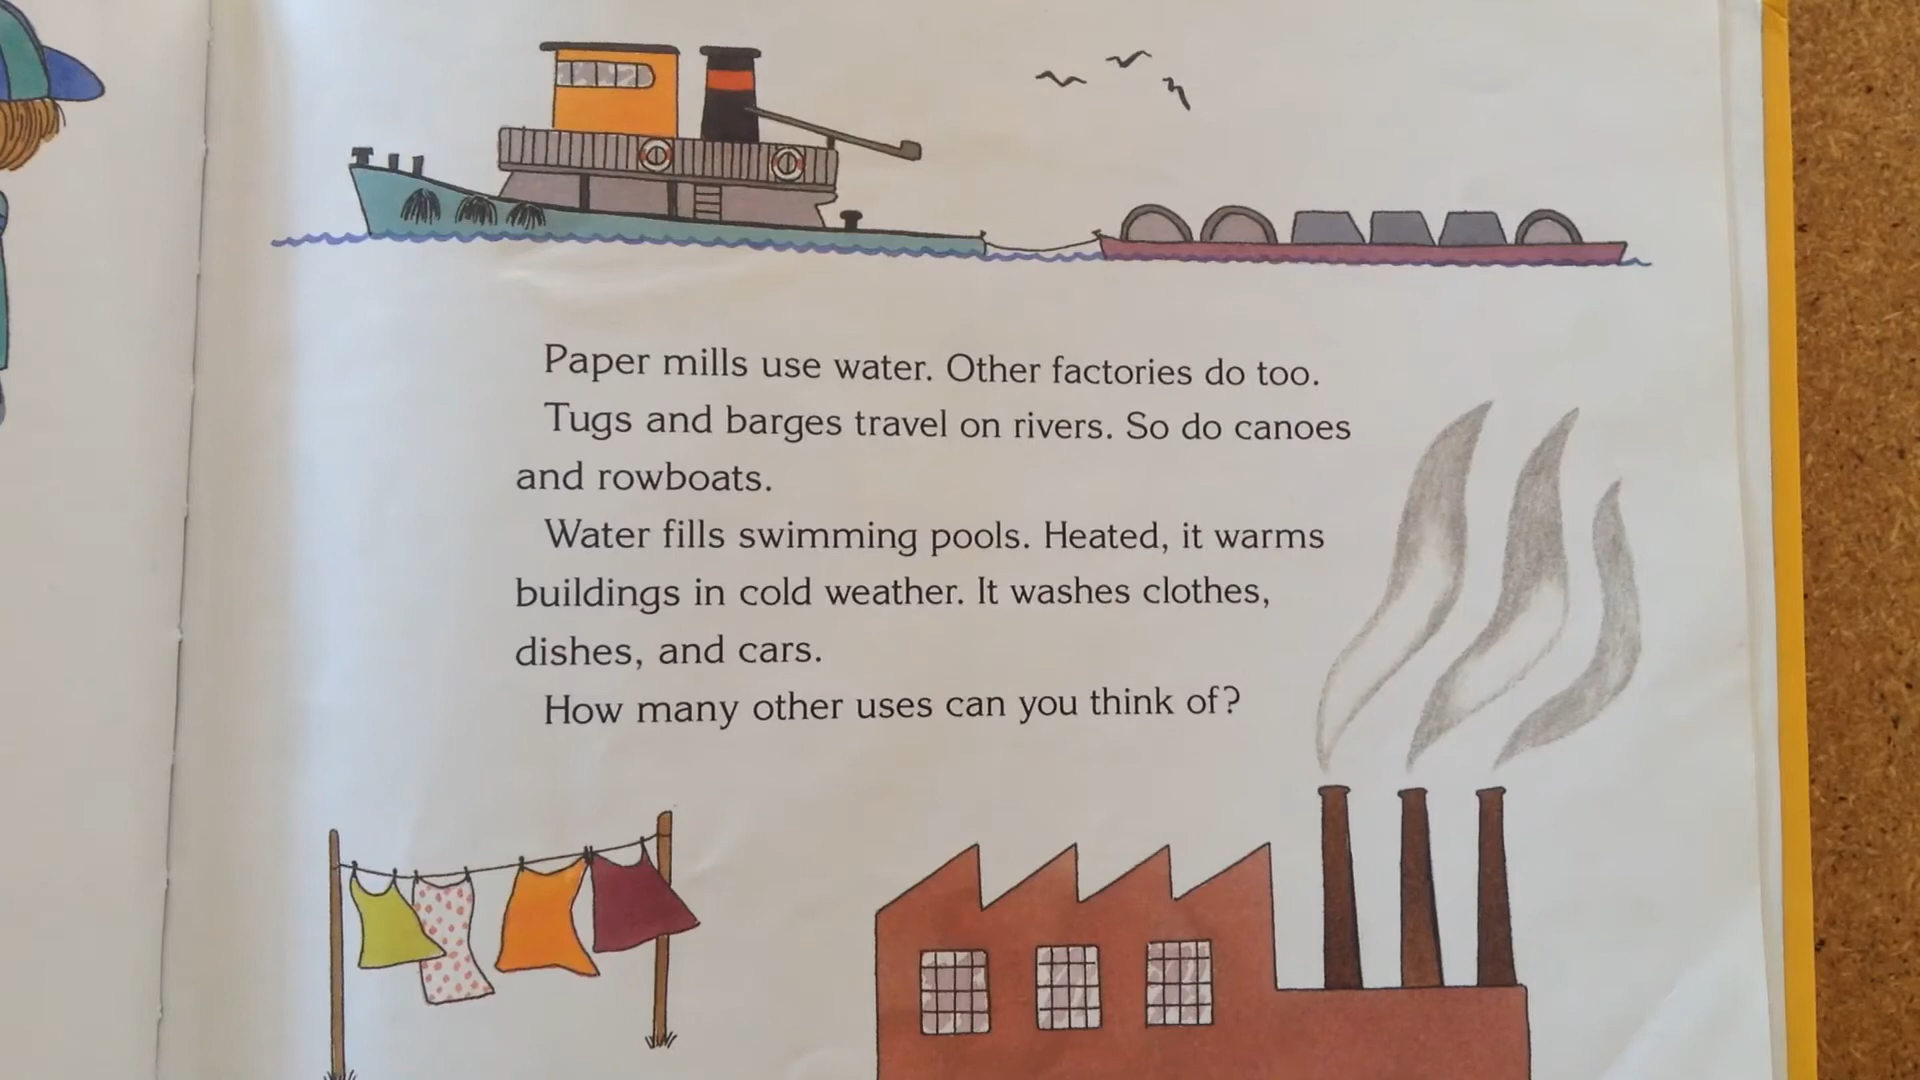 Paper mills use water. Other factories do too.
Tugs and barges travel on rivers. So do canoes
and rowboats.
Water fills swimming pools. Heated, it warms
buildings in cold weather. It washes clothes,
dishes, and cars.
How many other uses can you think of?